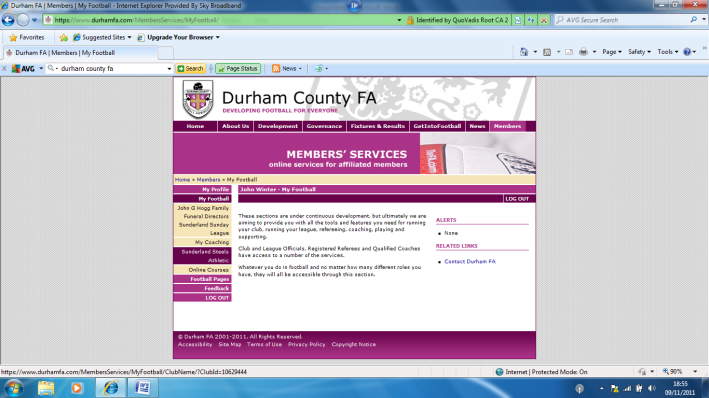 Durham FA | Members | My Football - Internet Explorer Provided By Sky Broadband
https://www.durhamfa.com/MembersServices/MyFootball/
Identified by QuoVadis Root CA 2
AVG Secure Search
Favorites
Suggested Sites
Upgrade Your Browser
Durham FA | Members | My Football
Page
Safety
Tools
x AVG
durham county fa
Search
Page Status
News
Durham County FA
DEVELOPING FOOTBALL FOR EVERYONE
Home
About Us
Development
Governance
Fixtures & Results
GetIntoFootball
News
Members
MEMBERS' SERVICES
online services for affiliated members
Home » Members » My Football
My Profile
My Football
John G Hogg Family
Funeral Directors
Sunderland Sunday
League
My Coaching
Sunderland Steels
Athletic
Online Courses
Football Pages
Feedback
LOG OUT
John Winter - My Football
LOG OUT
These sections are under continuous development, but ultimately we are
aiming to provide you with all the tools and features you need for running
your club, running your league, refereeing, coaching, playing and
supporting.
Club and League Officials, Registered Referees and Qualified Coaches
have access to a number of the services.
Whatever you do in football and no matter how many different roles you
have, they will all be accessible through this section.
ALERTS
None
RELATED LINKS
Contact Durham FA
© Durham FA 2001-2011, All Rights Reserved.
Accessibility Site Map Terms of Use Privacy Policy Copyright Notice
https://www.durhamfa.com/MembersServices/MyFootball/ClubName/?ClubId=10629444
Internet | Protected Mode: On
90%
18:55
09/11/2011